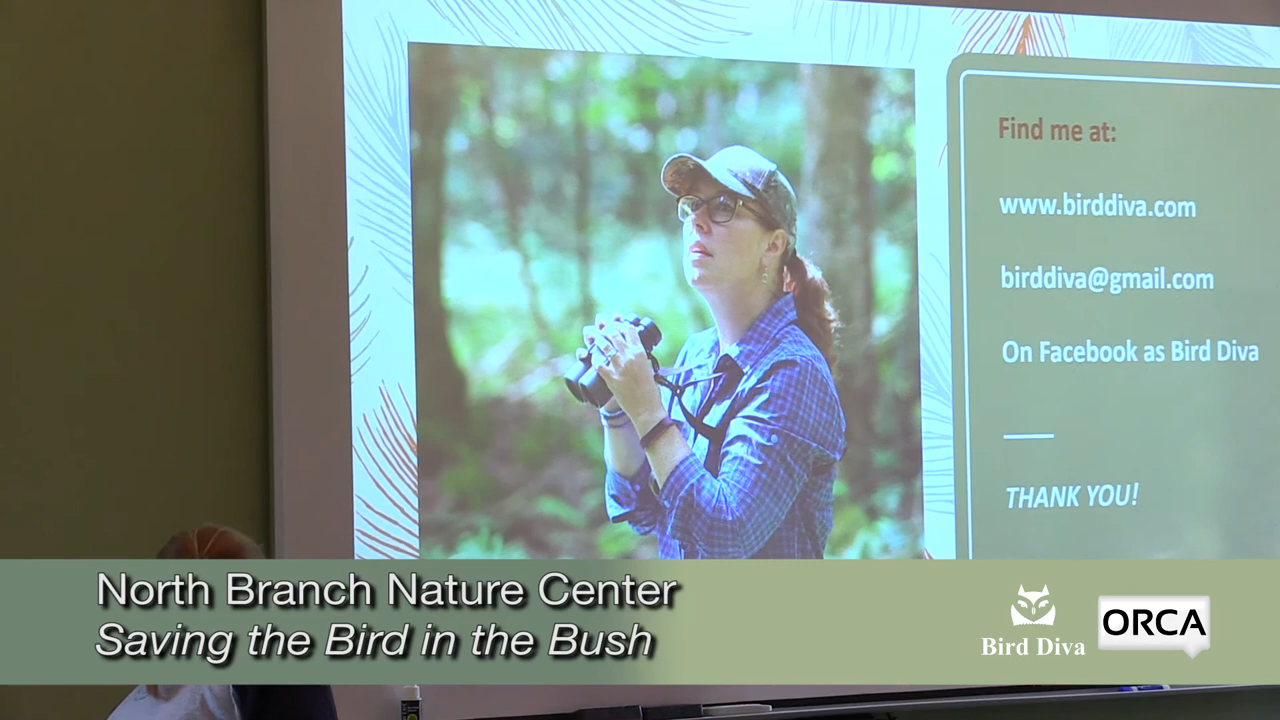 Find me at:
www.birddiva.com
birddiva@gmail.com
On Facebook as Bird Diva
THANK YOU!
North Branch Nature Center
Saving the Bird in the Bush
Bird Diva
ORCA